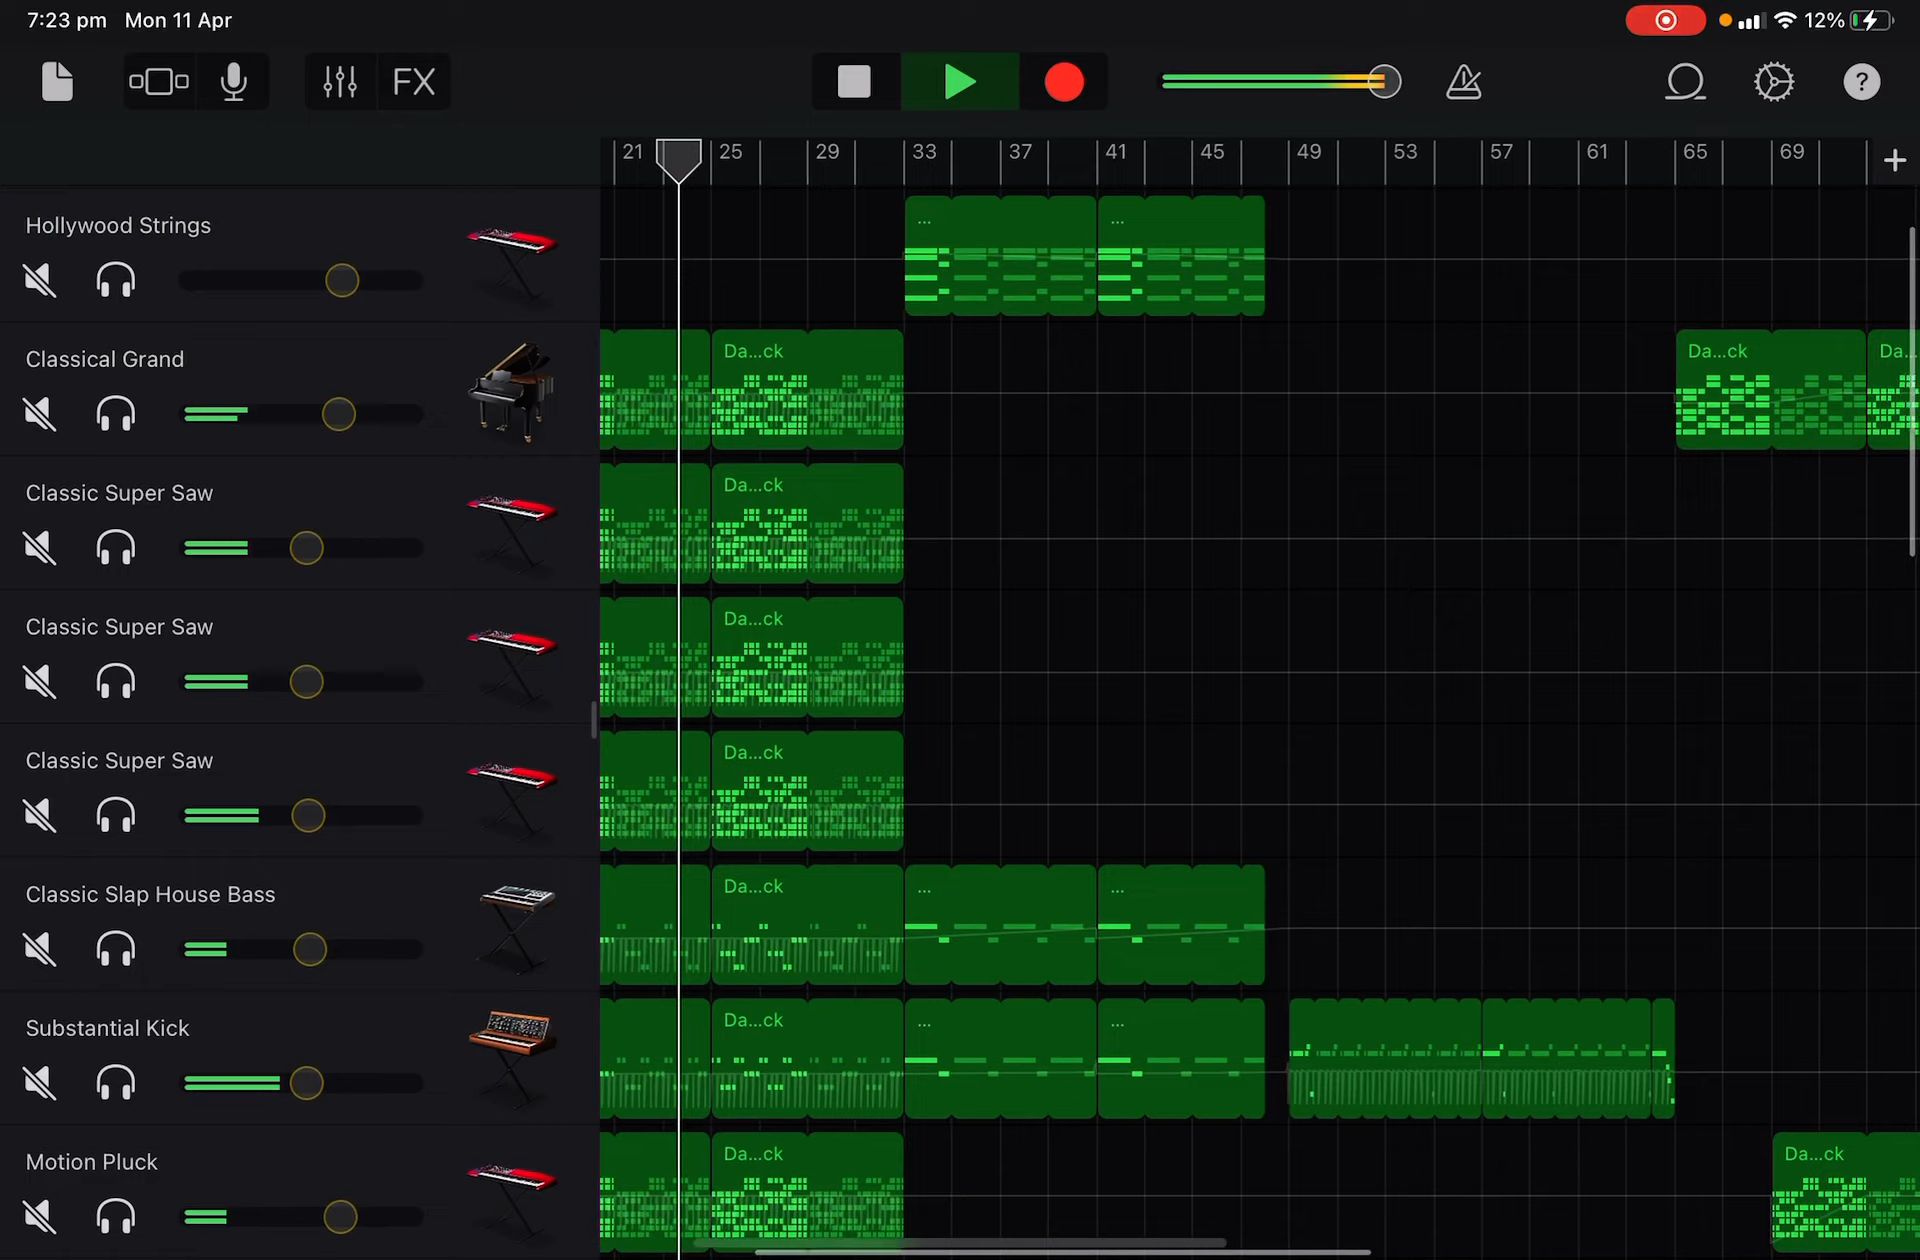 7:23 pm Mon 11 Apr 12%
FX ?
21 25 29 33 37 41 45 49 53 57 61 65 69 +
Hollywood Strings ... ...
Classical Grand Da...ck Da...ck Da...
Classic Super Saw Da...ck
Classic Super Saw Da...ck
Classic Super Saw Da...ck
Classic Slap House Bass Da...ck ... ...
Substantial Kick Da...ck ... ...
Motion Pluck Da...ck Da...ck